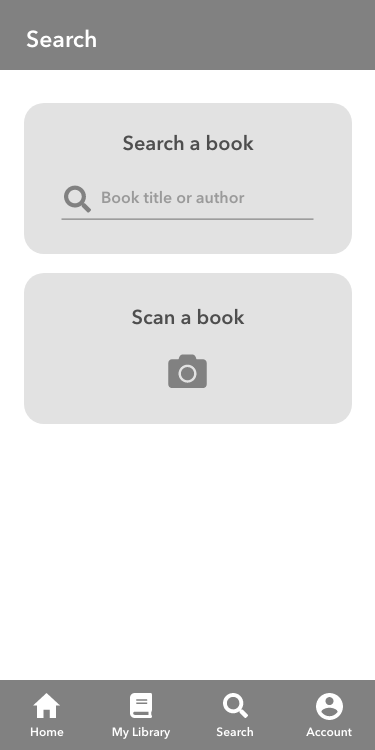 Search
Search a book
Book title or author
Scan a book
Home
My Library
Search
Account